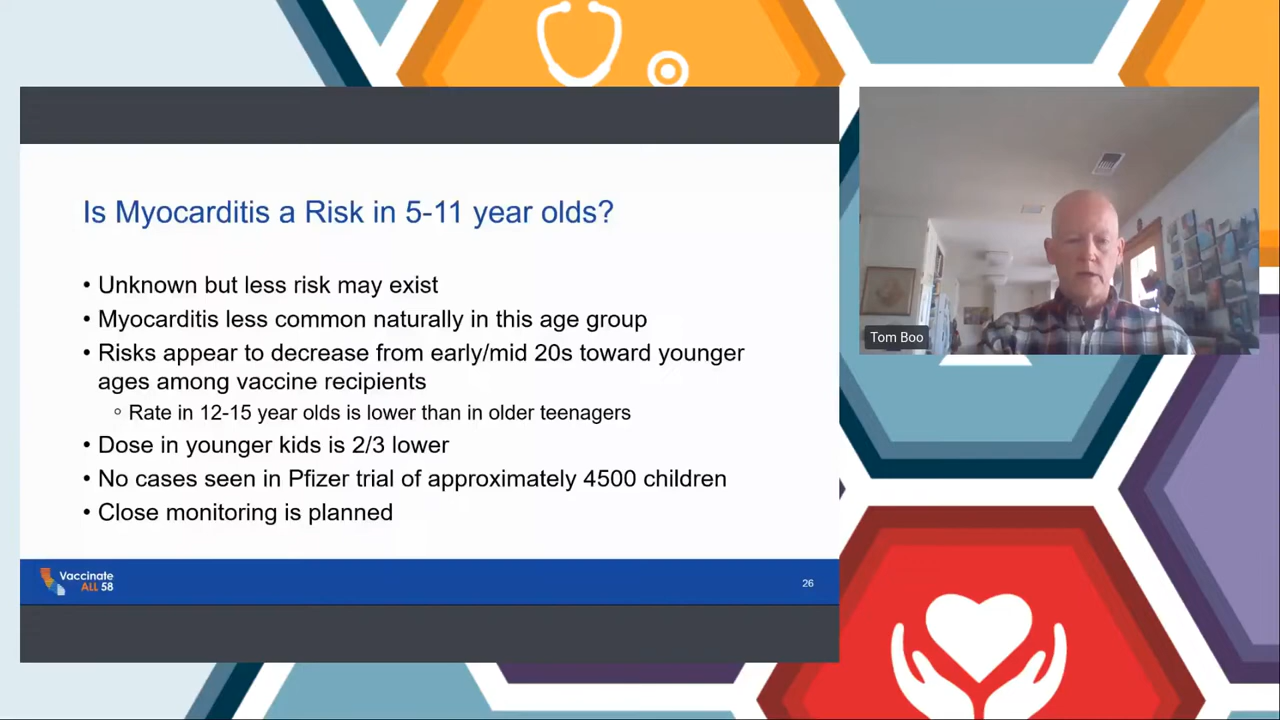 Is Myocarditis a Risk in 5-11 year olds?
• Unknown but less risk may exist
• Myocarditis less common naturally in this age group
• Risks appear to decrease from early/mid 20s toward younger
ages among vaccine recipients
◦ Rate in 12-15 year olds is lower than in older teenagers
• Dose in younger kids is 2/3 lower
• No cases seen in Pfizer trial of approximately 4500 children
• Close monitoring is planned
Vaccinate
ALL 58
26
Tom Boo